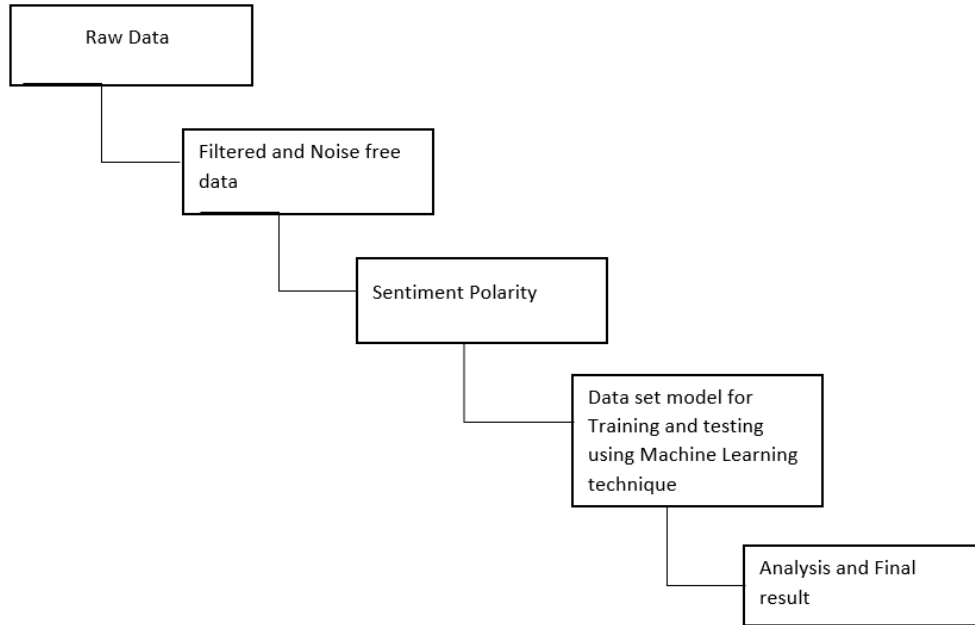 Raw Data
Filtered and Noise free
data
Sentiment Polarity
Data set model for
Training and testing
using Machine Learning
technique
Analysis and Final
result